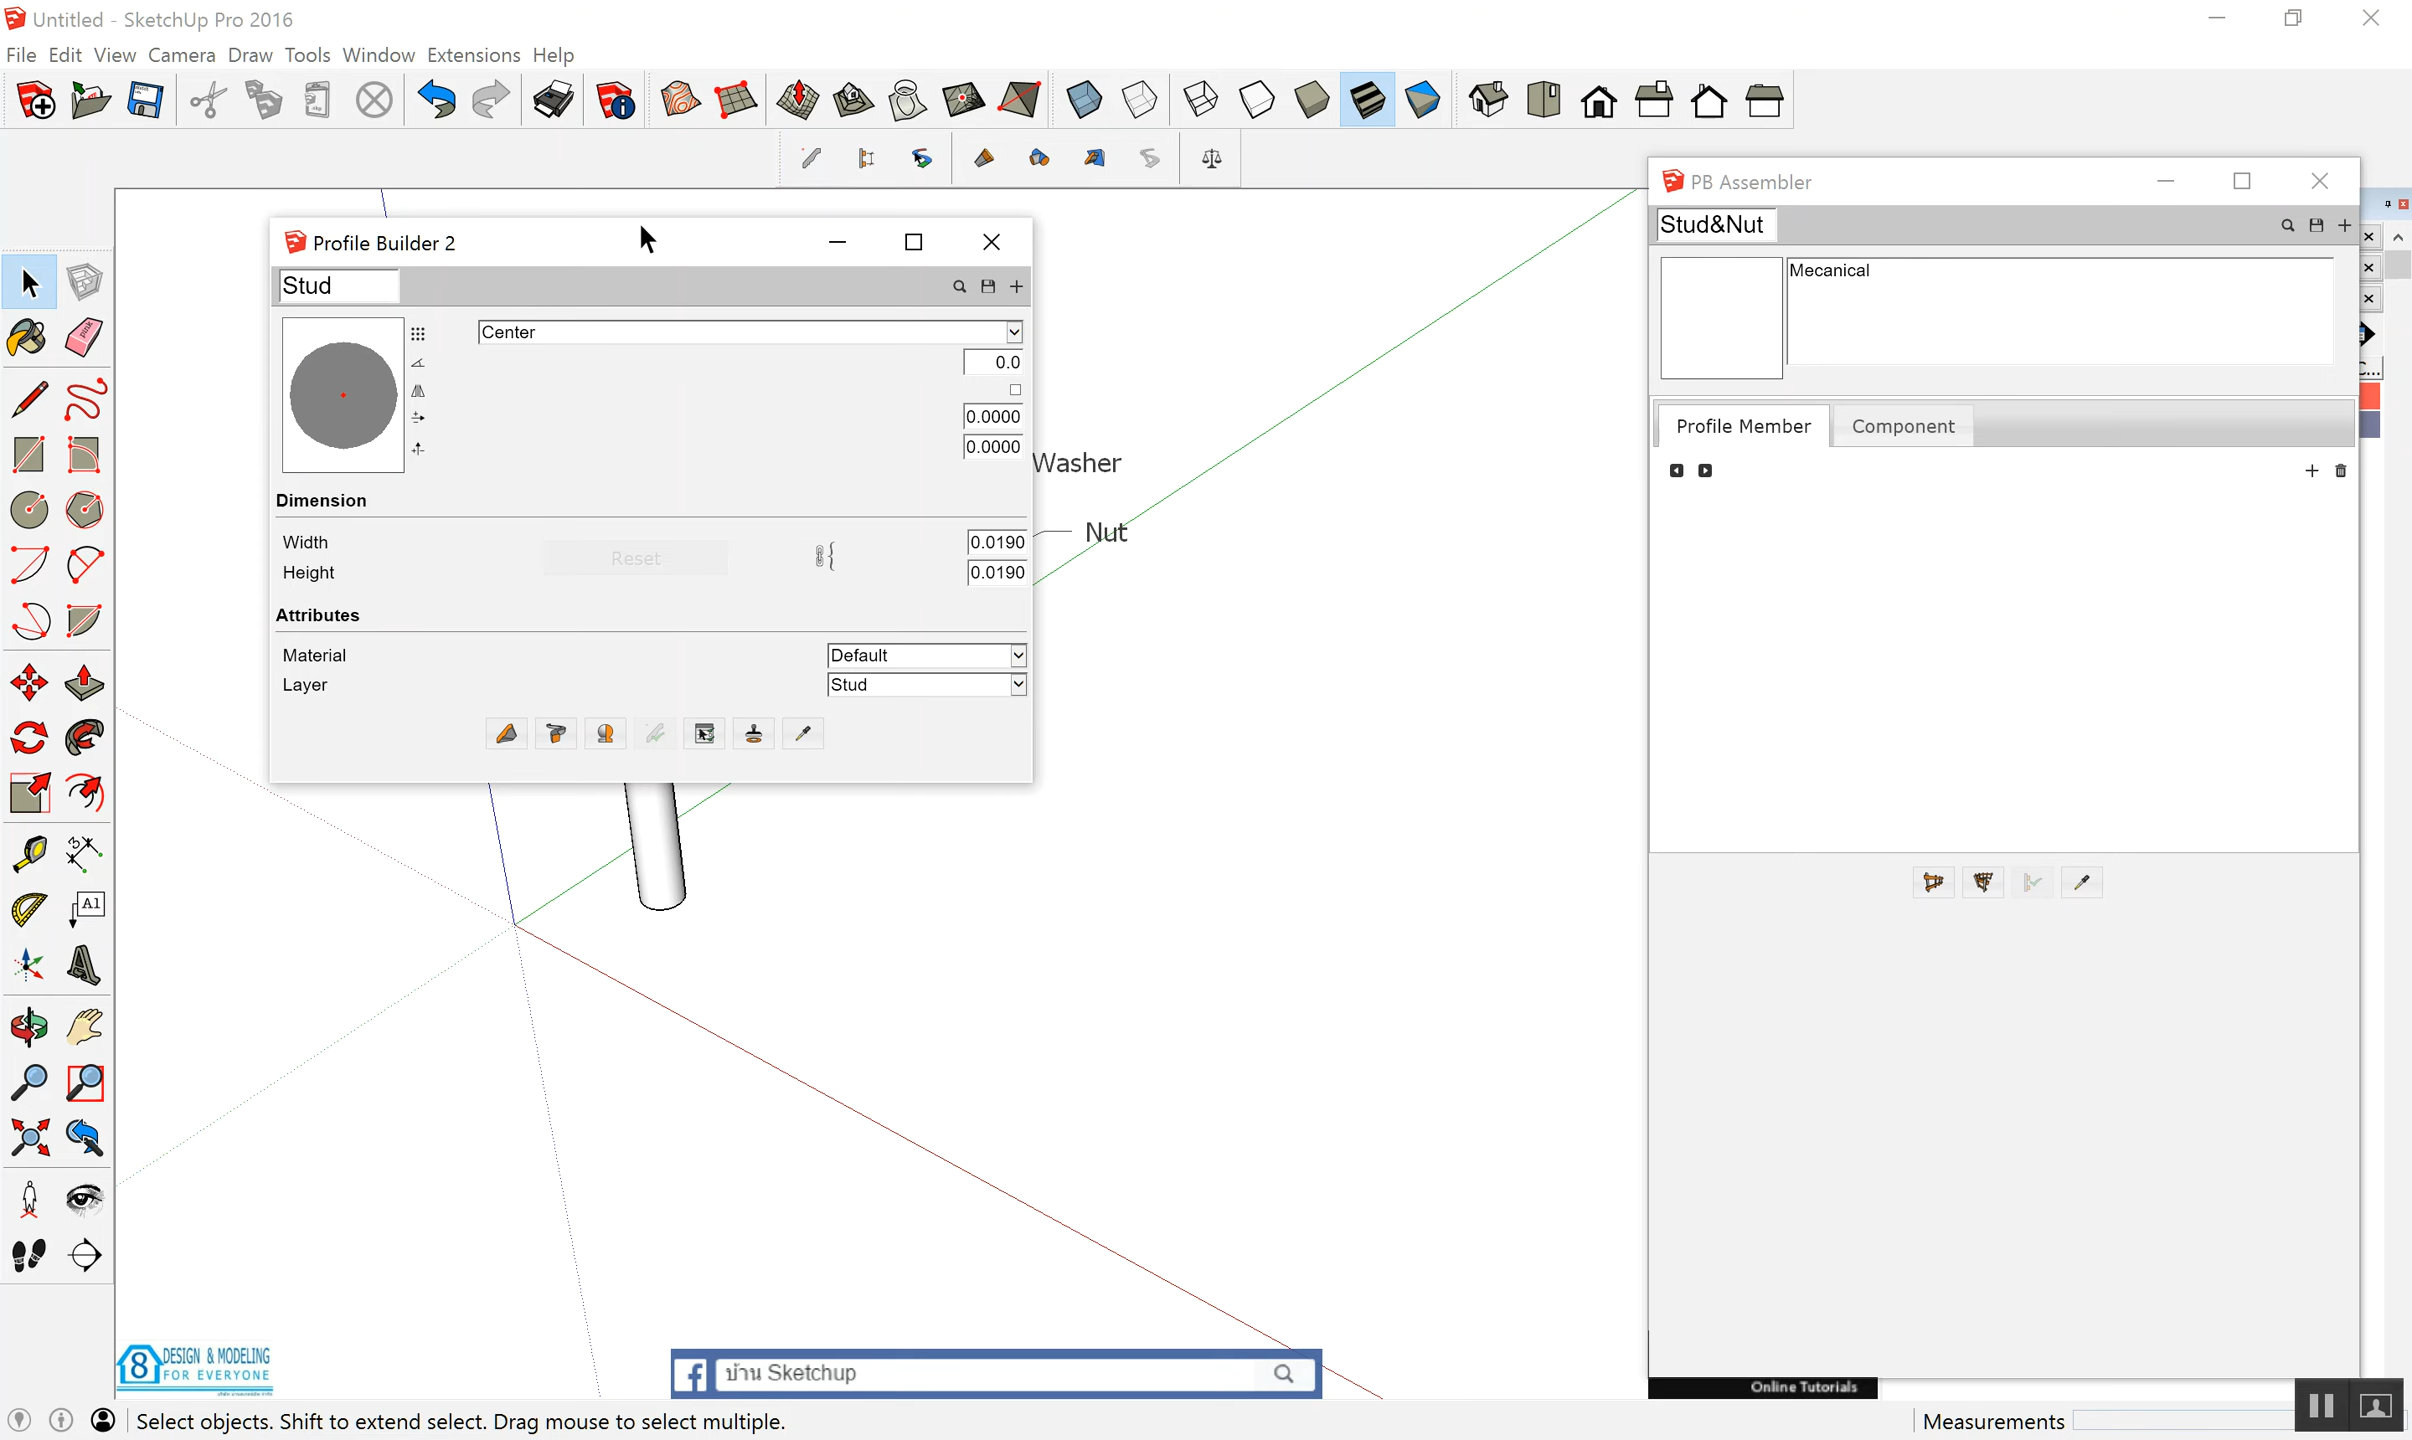 Untitled - SketchUp Pro 2016
File Edit View Camera Draw Tools Window Extensions Help
PB Assembler
Stud&Nut
Mecanical
Profile Member
Component
Profile Builder 2
Stud
Center
0.0
0.0000
0.0000
Dimension
Width
0.0190
Height
0.0190
Reset
Attributes
Material
Default
Layer
Stud
Washer
Nut
C...
A1
3
8 DESIGN & MODELING
FOR EVERYONE
f บ้าน Sketchup
Online Tutorials
Select objects. Shift to extend select. Drag mouse to select multiple.
Measurements